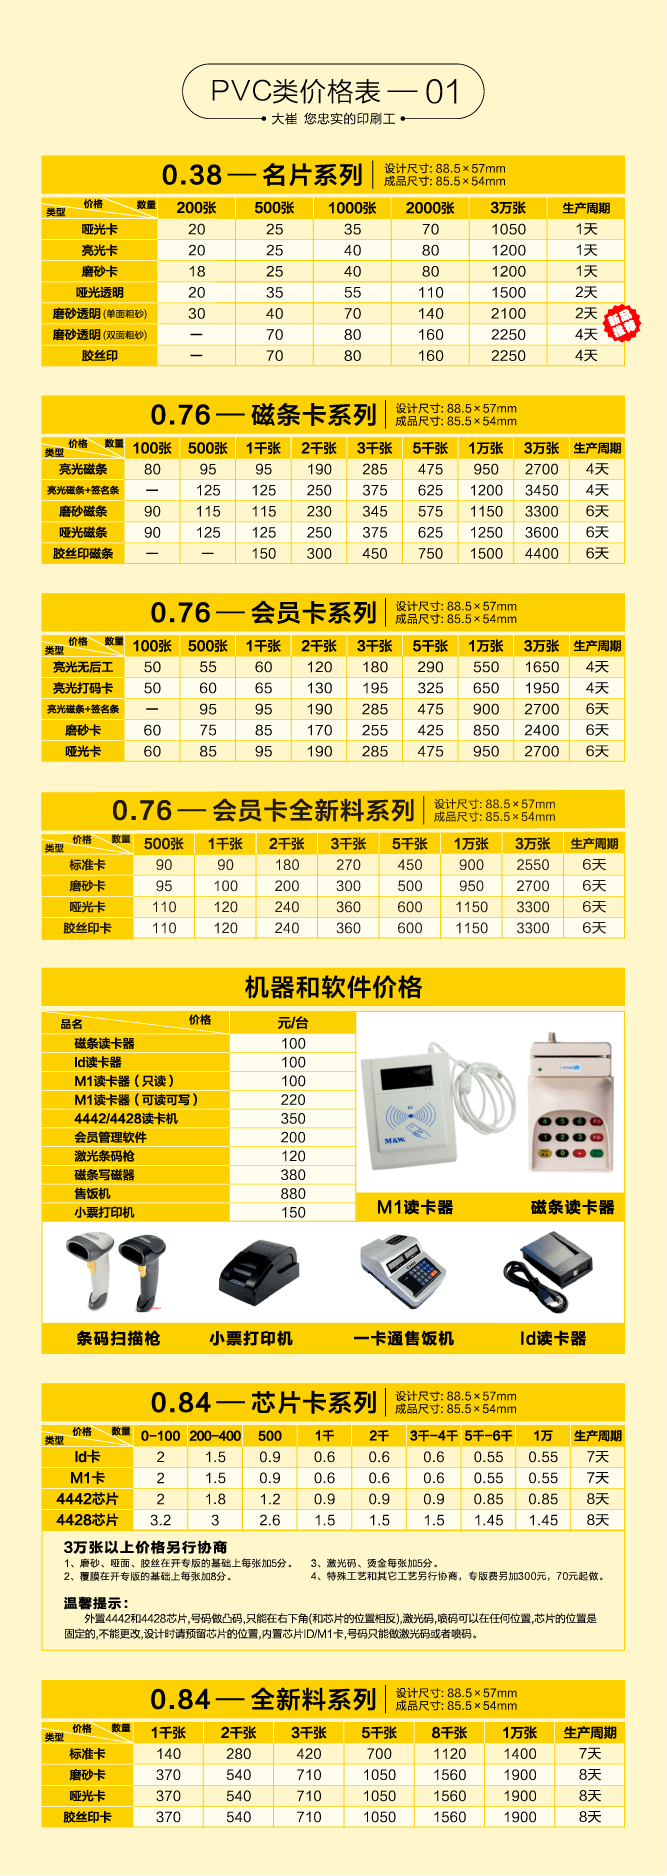 PVC类价格表 — 01
大崔 您忠实的印刷工
0.38 — 名片系列 设计尺寸: 88.5×57mm
成品尺寸: 85.5×54mm
类型 价格 数量 200张 500张 1000张 2000张 3万张 生产周期
哑光卡 20 25 35 70 1050 1天
亮光卡 20 25 40 80 1200 1天
磨砂卡 18 25 40 80 1200 1天
哑光透明 20 35 55 110 1500 2天
磨砂透明 (单面粗砂) 30 40 70 140 2100 2天
新品推荐
磨砂透明 (双面粗砂) — 70 80 160 2250 4天
胶丝印 — 70 80 160 2250 4天
0.76 — 磁条卡系列 设计尺寸: 88.5×57mm
成品尺寸: 85.5×54mm
类型 价格 数量 100张 500张 1千张 2千张 3千张 5千张 1万张 3万张 生产周期
亮光磁条 80 95 95 190 285 475 950 2700 4天
亮光磁条+签名条 — 125 125 250 375 625 1200 3450 4天
磨砂磁条 90 115 115 230 345 575 1150 3300 6天
哑光磁条 90 125 125 250 375 625 1250 3600 6天
胶丝印磁条 — — 150 300 450 750 1500 4400 6天
0.76 — 会员卡系列 设计尺寸: 88.5×57mm
成品尺寸: 85.5×54mm
类型 价格 数量 100张 500张 1千张 2千张 3千张 5千张 1万张 3万张 生产周期
亮光无后工 50 55 60 120 180 290 550 1650 4天
亮光打码卡 50 60 65 130 195 325 650 1950 4天
亮光磁条+签名条 — 95 95 190 285 475 900 2700 6天
磨砂卡 60 75 85 170 255 425 850 2400 6天
哑光卡 60 85 95 190 285 475 950 2700 6天
0.76 — 会员卡全新料系列 设计尺寸: 88.5×57mm
成品尺寸: 85.5×54mm
类型 价格 数量 500张 1千张 2千张 3千张 5千张 1万张 3万张 生产周期
标准卡 90 90 180 270 450 900 2550 6天
磨砂卡 95 100 200 300 500 950 2700 6天
哑光卡 110 120 240 360 600 1150 3300 6天
胶丝印卡 110 120 240 360 600 1150 3300 6天
机器和软件价格
品名 价格 元/台
磁条读卡器 100
Id读卡器 100
M1读卡器（只读） 100
M1读卡器（可读可写） 220
4442/4428读卡机 350
会员管理软件 200
激光条码枪 120
磁条写磁器 380
售饭机 880
小票打印机 150
M&W
M1读卡器 磁条读卡器
条码扫描枪 小票打印机 一卡通售饭机 Id读卡器
0.84 — 芯片卡系列 设计尺寸: 88.5×57mm
成品尺寸: 85.5×54mm
类型 价格 数量 0-100 200-400 500 1千 2千 3千-4千 5千-6千 1万 生产周期
Id卡 2 1.5 0.9 0.6 0.6 0.6 0.55 0.55 7天
M1卡 2 1.5 0.9 0.6 0.6 0.6 0.55 0.55 7天
4442芯片 2 1.8 1.2 0.9 0.9 0.9 0.85 0.85 8天
4428芯片 3.2 3 2.6 1.5 1.5 1.5 1.45 1.45 8天
3万张以上价格另行协商
1、磨砂、哑面、胶丝在开专版的基础上每张加5分。 3、激光码、烫金每张加5分。
2、覆膜在开专版的基础上每张加8分。 4、特殊工艺和其它工艺另行协商，专版费另加300元，70元起做。
温馨提示：
外置4442和4428芯片,号码做凸码,只能在右下角(和芯片的位置相反),激光码,喷码可以在任何位置,芯片的位置是
固定的,不能更改,设计时请预留芯片的位置,内置芯片ID/M1卡,号码只能做激光码或者喷码。
0.84 — 全新料系列 设计尺寸: 88.5×57mm
成品尺寸: 85.5×54mm
类型 价格 数量 1千张 2千张 3千张 5千张 8千张 1万张 生产周期
标准卡 140 280 420 700 1120 1400 7天
磨砂卡 370 540 710 1050 1560 1900 8天
哑光卡 370 540 710 1050 1560 1900 8天
胶丝印卡 370 540 710 1050 1560 1900 8天